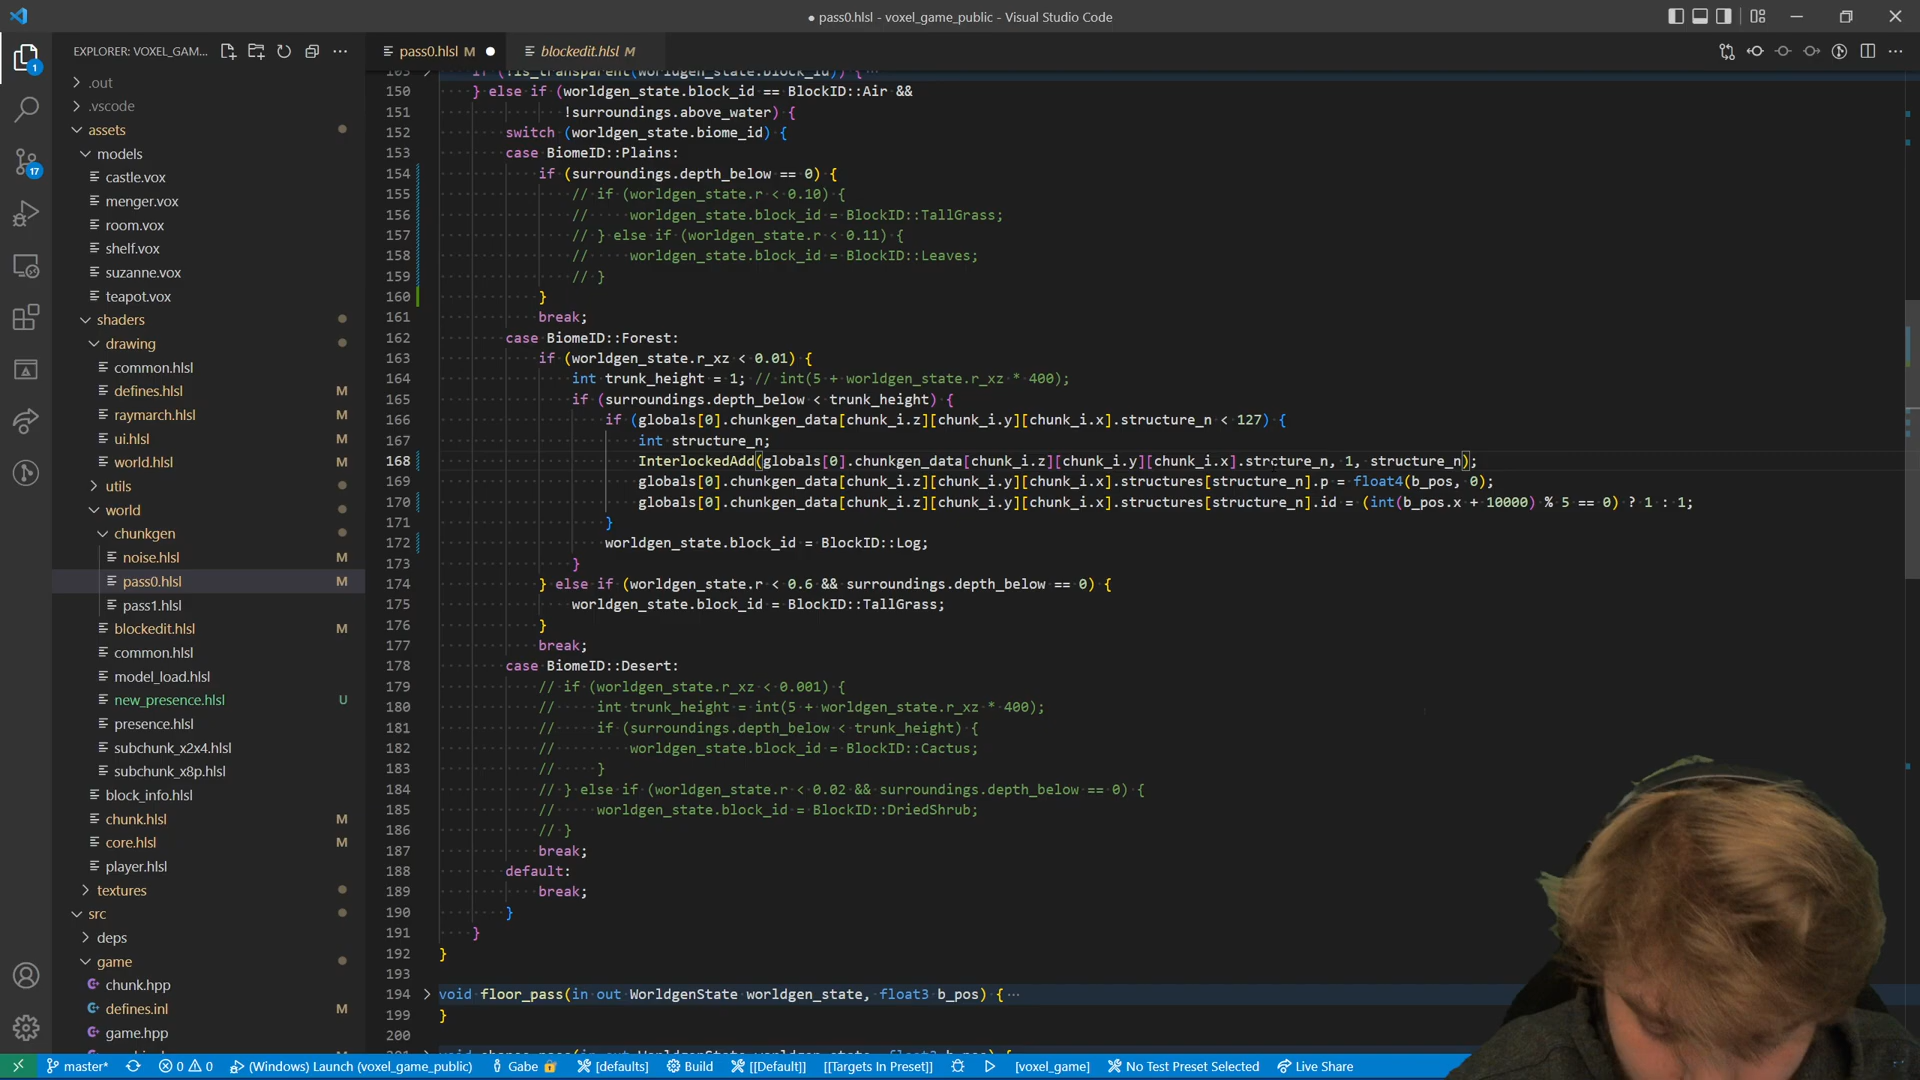 ● pass0.hlsl - voxel_game_public - Visual Studio Code
EXPLORER: VOXEL_GAM...
pass0.hlsl M
blockedit.hlsl M
1
17
.out
.vscode
assets
models
castle.vox
menger.vox
room.vox
shelf.vox
suzanne.vox
teapot.vox
shaders
drawing
common.hlsl
defines.hlsl M
raymarch.hlsl M
ui.hlsl M
world.hlsl M
utils
world
chunkgen
noise.hlsl M
pass0.hlsl M
pass1.hlsl
blockedit.hlsl M
common.hlsl
model_load.hlsl
new_presence.hlsl U
presence.hlsl
subchunk_x2x4.hlsl
subchunk_x8p.hlsl
block_info.hlsl
chunk.hlsl M
core.hlsl M
player.hlsl
textures
src
deps
game
chunk.hpp
defines.inl M
game.hpp
if (!is_transparent(worldgen_state.block_id)) {
150 } else if (worldgen_state.block_id == BlockID::Air &&
151 !surroundings.above_water) {
152 switch (worldgen_state.biome_id) {
153 case BiomeID::Plains:
154 if (surroundings.depth_below == 0) {
155 // if (worldgen_state.r < 0.10) {
156 // worldgen_state.block_id = BlockID::TallGrass;
157 // } else if (worldgen_state.r < 0.11) {
158 // worldgen_state.block_id = BlockID::Leaves;
159 // }
160 }
161 break;
162 case BiomeID::Forest:
163 if (worldgen_state.r_xz < 0.01) {
164 int trunk_height = 1; // int(5 + worldgen_state.r_xz * 400);
165 if (surroundings.depth_below < trunk_height) {
166 if (globals[0].chunkgen_data[chunk_i.z][chunk_i.y][chunk_i.x].structure_n < 127) {
167 int structure_n;
168 InterlockedAdd(globals[0].chunkgen_data[chunk_i.z][chunk_i.y][chunk_i.x].strcture_n, 1, structure_n);
169 globals[0].chunkgen_data[chunk_i.z][chunk_i.y][chunk_i.x].structures[structure_n].p = float4(b_pos, 0);
170 globals[0].chunkgen_data[chunk_i.z][chunk_i.y][chunk_i.x].structures[structure_n].id = (int(b_pos.x + 10000) % 5 == 0) ? 1 : 1;
171 }
172 worldgen_state.block_id = BlockID::Log;
173 }
174 } else if (worldgen_state.r < 0.6 && surroundings.depth_below == 0) {
175 worldgen_state.block_id = BlockID::TallGrass;
176 }
177 break;
178 case BiomeID::Desert:
179 // if (worldgen_state.r_xz < 0.001) {
180 // int trunk_height = int(5 + worldgen_state.r_xz * 400);
181 // if (surroundings.depth_below < trunk_height) {
182 // worldgen_state.block_id = BlockID::Cactus;
183 // }
184 // } else if (worldgen_state.r < 0.02 && surroundings.depth_below == 0) {
185 // worldgen_state.block_id = BlockID::DriedShrub;
186 // }
187 break;
188 default:
189 break;
190 }
191 }
192 }
193
194 void floor_pass(in out WorldgenState worldgen_state, float3 b_pos) { ...
199 }
200
master* 0 0 (Windows) Launch (voxel_game_public) Gabe [defaults] Build [[Default]] [[Targets In Preset]] [voxel_game] No Test Preset Selected Live Share